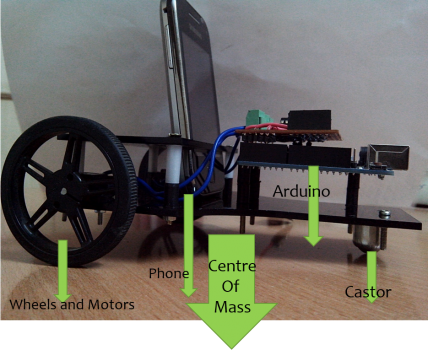 Arduino
Phone
Centre
Of
Mass
Castor
Wheels and Motors